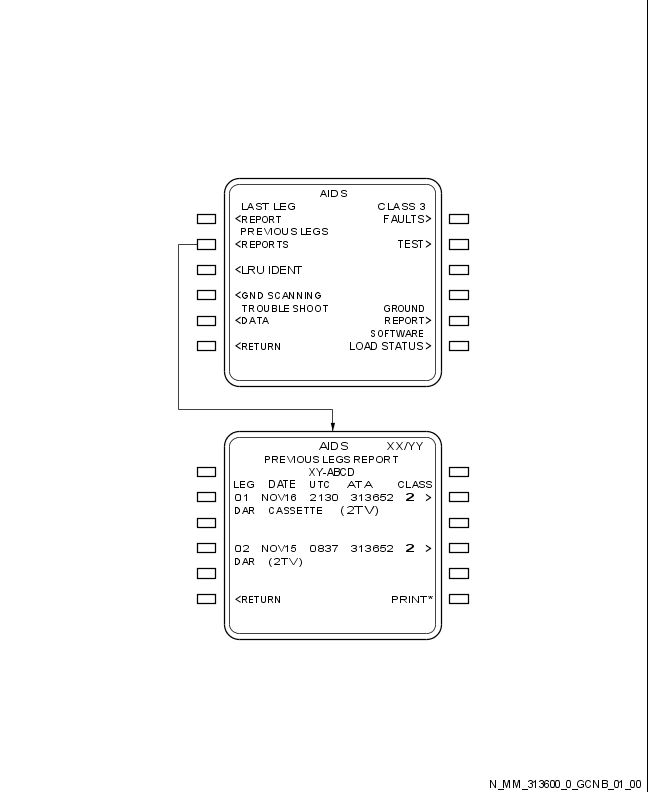 AIDS
LAST LEG CLASS 3
<REPORT FAULTS>
PREVIOUS LEGS
<REPORTS TEST>
<LRU IDENT
<GND SCANNING
TROUBLE SHOOT GROUND
<DATA REPORT>
SOFTWARE
<RETURN LOAD STATUS>
AIDS XX/YY
PREVIOUS LEGS REPORT
XY-ABCD
LEG DATE UTC ATA CLASS
01 NOV16 2130 313652 2 >
DAR CASSETTE (2TV)
02 NOV15 0837 313652 2 >
DAR (2TV)
<RETURN PRINT*
N_MM_313600_0_GCNB_01_00